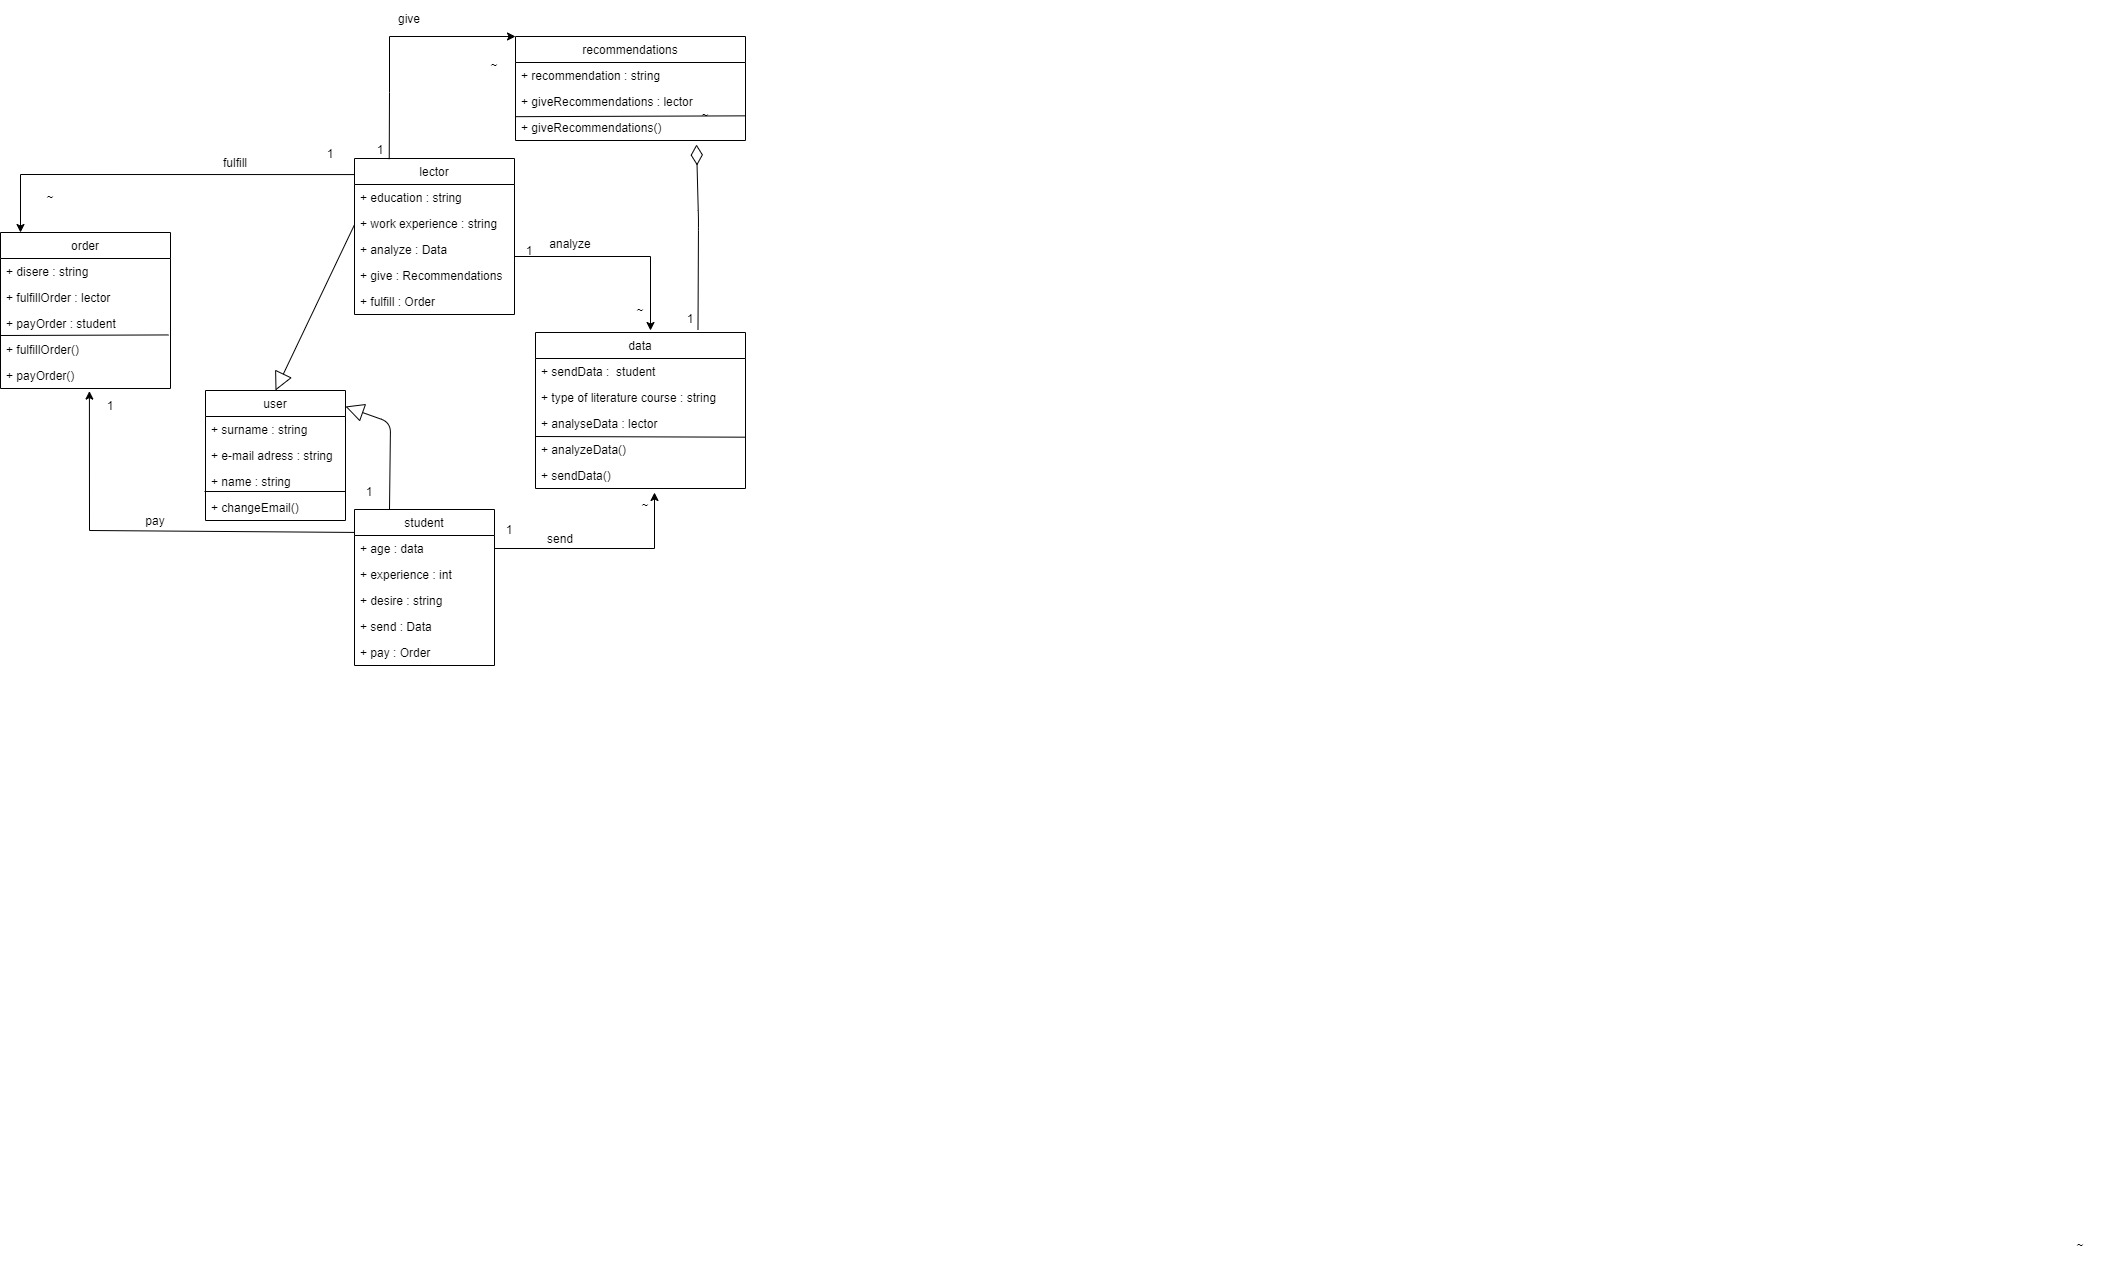 give
recommendations
~
+ recommendation : string
+ giveRecommendations : lector
~
+ giveRecommendations()
1
1
fulfill
lector
~
+ education : string
+ work experience : string
+ analyze : Data
+ give : Recommendations
+ fulfill : Order
order
+ disere : string
+ fulfillOrder : lector
+ payOrder : student
+ fulfillOrder()
+ payOrder()
1
1
analyze
~
1
data
+ sendData :  student
+ type of literature course : string
+ analyseData : lector
+ analyzeData()
+ sendData()
user
+ surname : string
+ e-mail adress : string
+ name : string
+ changeEmail()
1
pay
student
+ age : data
+ experience : int
+ desire : string
+ send : Data
+ pay : Order
1
send
~
~